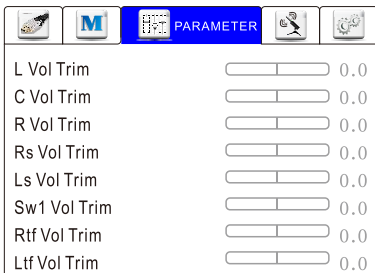 M PARAMETER
L Vol Trim 0.0
C Vol Trim 0.0
R Vol Trim 0.0
Rs Vol Trim 0.0
Ls Vol Trim 0.0
Sw1 Vol Trim 0.0
Rtf Vol Trim 0.0
Ltf Vol Trim 0.0